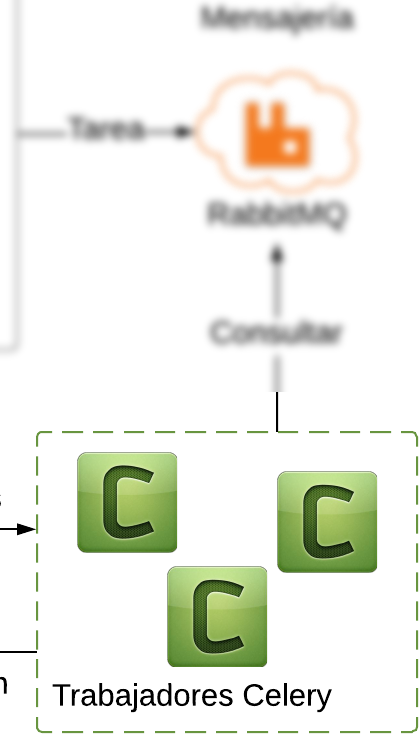 Mensajería
Tarea
RabbitMQ
Consultar
C
C
C
Trabajadores Celery